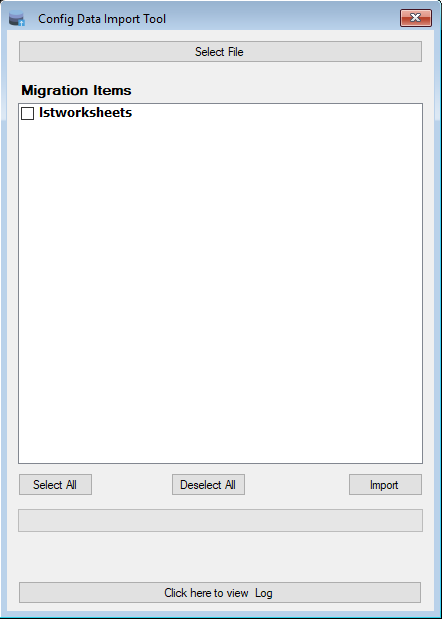 Config Data Import Tool
Select File
Migration Items
lstworksheets
Select All
Deselect All
Import
Click here to view  Log